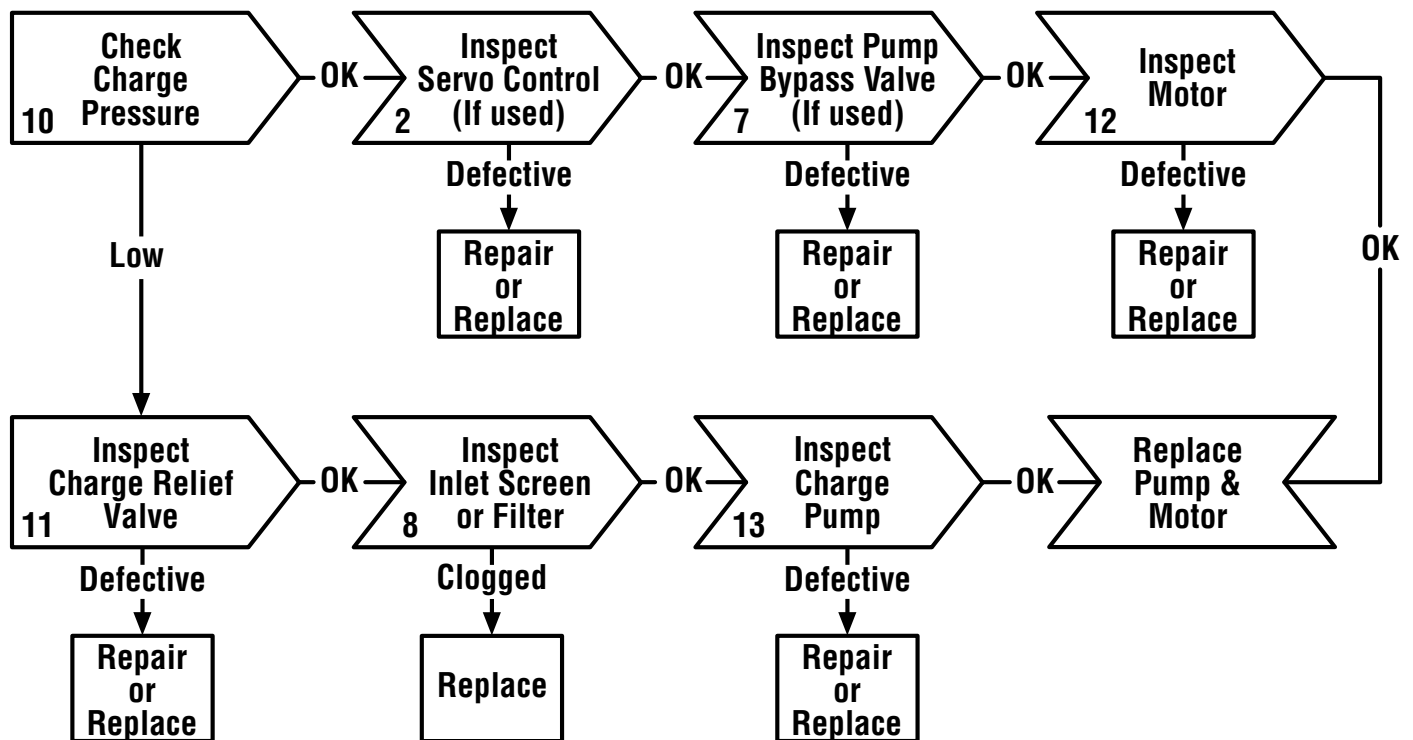 Check
Charge
Pressure
10
OK
Inspect
Servo Control
(If used)
2
OK
Inspect Pump
Bypass Valve
(If used)
7
OK
Inspect
Motor
12
Defective
Defective
Defective
Low
Repair
or
Replace
Repair
or
Replace
Repair
or
Replace
OK
Inspect
Charge Relief
Valve
11
OK
Inspect
Inlet Screen
or Filter
8
OK
Inspect
Charge
Pump
13
OK
Replace
Pump &
Motor
Defective
Clogged
Defective
Repair
or
Replace
Replace
Repair
or
Replace